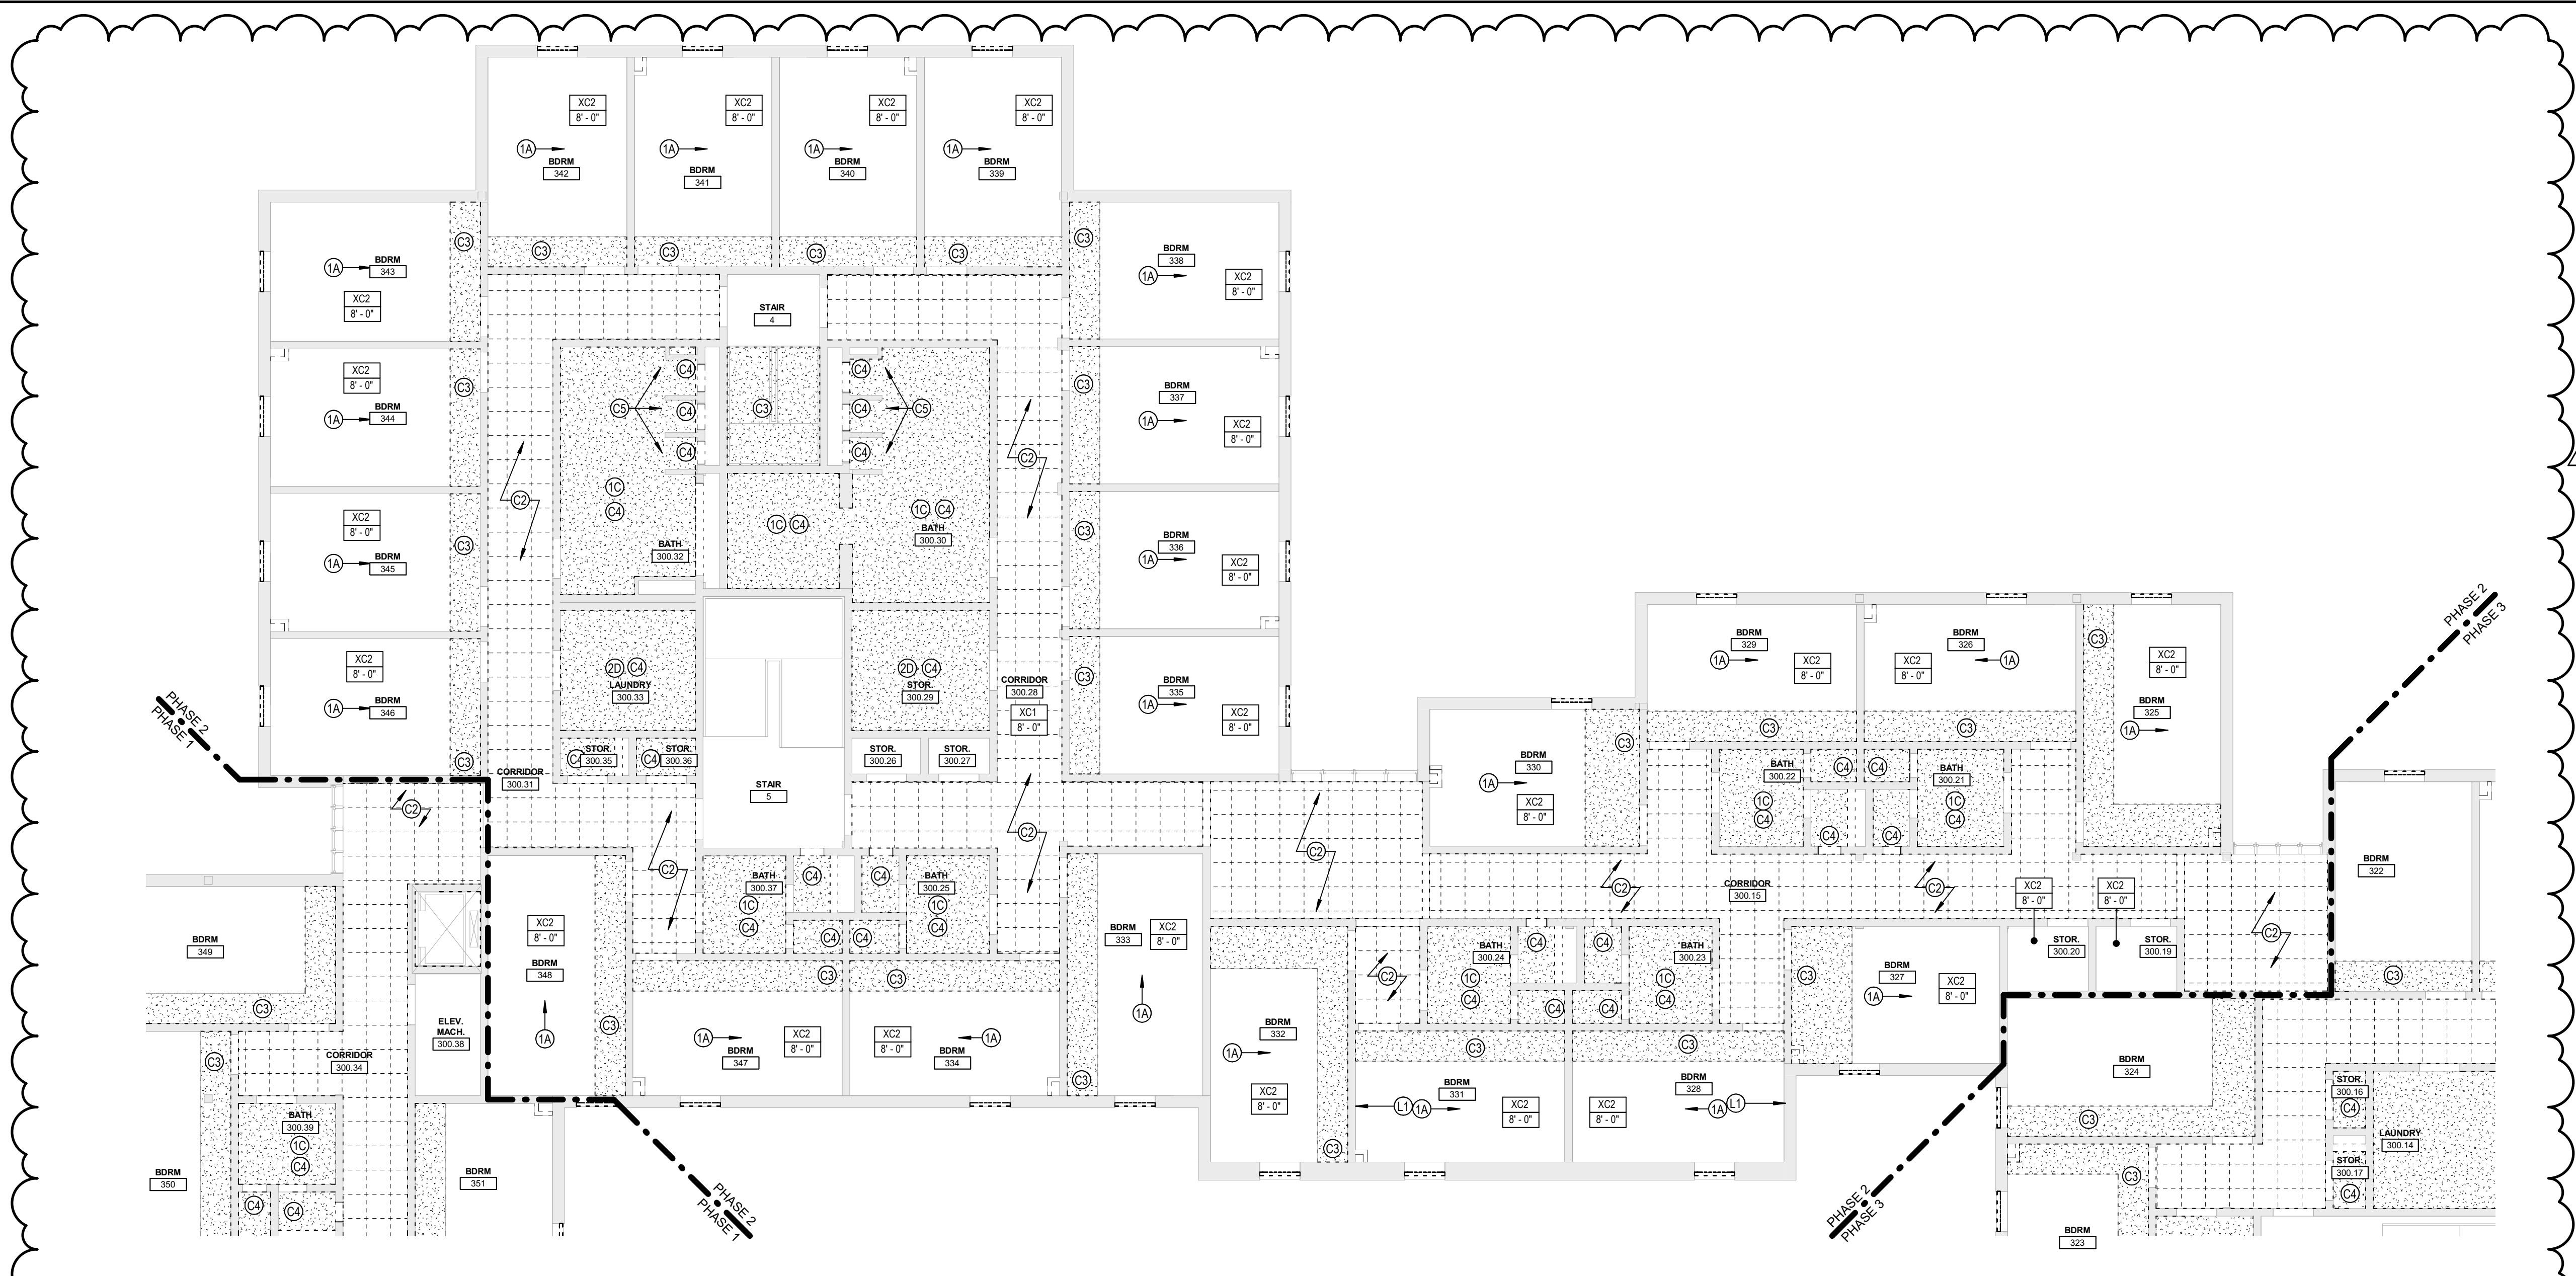 XC2
8' - 0"
XC2
8' - 0"
XC2
8' - 0"
XC2
8' - 0"
1A
BDRM
342
1A
BDRM
341
1A
BDRM
340
1A
BDRM
339
C3
C3
C3
C3
C3
C3
BDRM
343
1A
XC2
8' - 0"
BDRM
338
1A
XC2
8' - 0"
STAIR
4
XC2
8' - 0"
BDRM
344
1A
C3
C5
C4
C4
C4
C3
C4
C4
C4
C5
C3
BDRM
337
1A
XC2
8' - 0"
C2
C2
XC2
8' - 0"
BDRM
345
1A
C3
1C
C4
BATH
300.32
1C
C4
1C
C4
BATH
300.30
C3
BDRM
336
1A
XC2
8' - 0"
XC2
8' - 0"
BDRM
346
1A
C3
2D
C4
LAUNDRY
300.33
2D
C4
STOR.
300.29
CORRIDOR
300.28
XC1
8' - 0"
C3
BDRM
335
1A
XC2
8' - 0"
PHASE 2
PHASE 1
C4
STOR.
300.35
C4
STOR.
300.36
STOR.
300.26
STOR.
300.27
CORRIDOR
300.31
STAIR
5
C2
C2
C2
C2
BDRM
329
1A
XC2
8' - 0"
BDRM
326
1A
XC2
8' - 0"
C3
XC2
8' - 0"
BDRM
325
1A
PHASE 2
PHASE 3
C3
C3
C3
BDRM
330
1A
XC2
8' - 0"
BATH
300.22
1C
C4
C4
C4
C4
C4
BATH
300.21
1C
C4
C2
CORRIDOR
300.15
C2
XC2
8' - 0"
XC2
8' - 0"
STOR.
300.20
STOR.
300.19
C2
BDRM
322
C3
BDRM
349
C3
XC2
8' - 0"
BDRM
348
1A
C3
BATH
300.37
1C
C4
C4
C4
C4
C4
BATH
300.25
1C
C4
C3
C3
1A
BDRM
347
XC2
8' - 0"
XC2
8' - 0"
1A
BDRM
334
BDRM
333
XC2
8' - 0"
1A
C3
BDRM
332
1A
XC2
8' - 0"
C3
C2
BATH
300.24
1C
C4
C4
C4
C4
C4
BATH
300.23
1C
C4
C3
C3
BDRM
331
L1
1A
XC2
8' - 0"
XC2
8' - 0"
BDRM
328
1A
L1
C3
BDRM
327
1A
XC2
8' - 0"
BDRM
324
C3
ELEV.
MACH.
300.38
CORRIDOR
300.34
C3
BATH
300.39
1C
C4
C4
C4
BDRM
350
BDRM
351
PHASE 2
PHASE 1
PHASE 2
PHASE 3
C3
BDRM
323
STOR.
300.16
C4
STOR.
300.17
C4
LAUNDRY
300.14